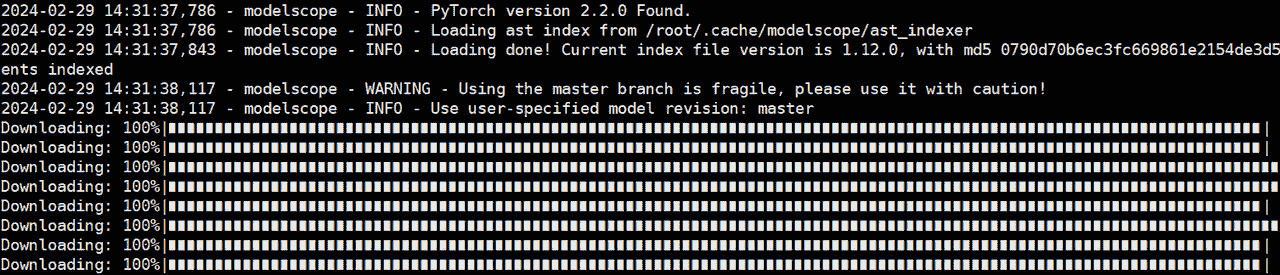 2024-02-29 14:31:37,786 - modelscope - INFO - PyTorch version 2.2.0 Found.
2024-02-29 14:31:37,786 - modelscope - INFO - Loading ast index from /root/.cache/modelscope/ast_indexer
2024-02-29 14:31:37,843 - modelscope - INFO - Loading done! Current index file version is 1.12.0, with md5 0790d70b6ec3fc669861e2154de3d5
ents indexed
2024-02-29 14:31:38,117 - modelscope - WARNING - Using the master branch is fragile, please use it with caution!
2024-02-29 14:31:38,117 - modelscope - INFO - Use user-specified model revision: master
Downloading: 100%
Downloading: 100%
Downloading: 100%
Downloading: 100%
Downloading: 100%
Downloading: 100%
Downloading: 100%
Downloading: 100%